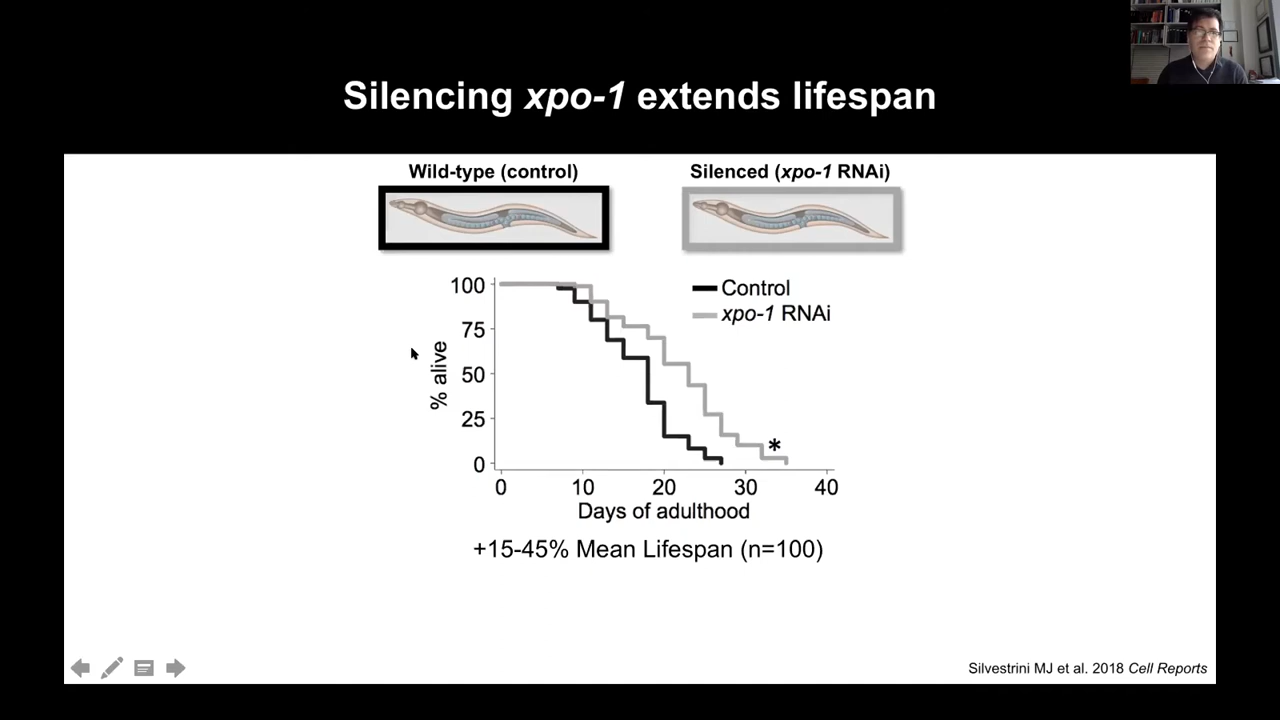 Silencing xpo-1 extends lifespan
Wild-type (control)
Silenced (xpo-1 RNAi)
Control
xpo-1 RNAi
% alive
100
75
50
25
0
*
0 10 20 30 40
Days of adulthood
+15-45% Mean Lifespan (n=100)
Silvestrini MJ et al. 2018 Cell Reports